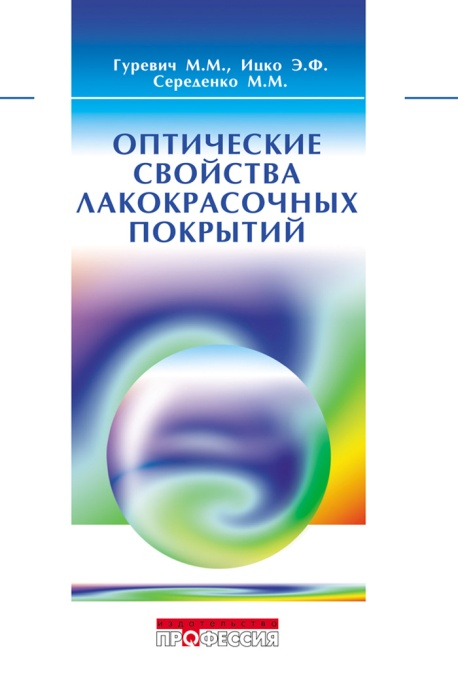 Гуревич М.М., Ицко Э.Ф.
Середенко М.М.
ОПТИЧЕСКИЕ
СВОЙСТВА
ЛАКОКРАСОЧНЫХ
ПОКРЫТИЙ
издательство
ПРОФЕССИЯ